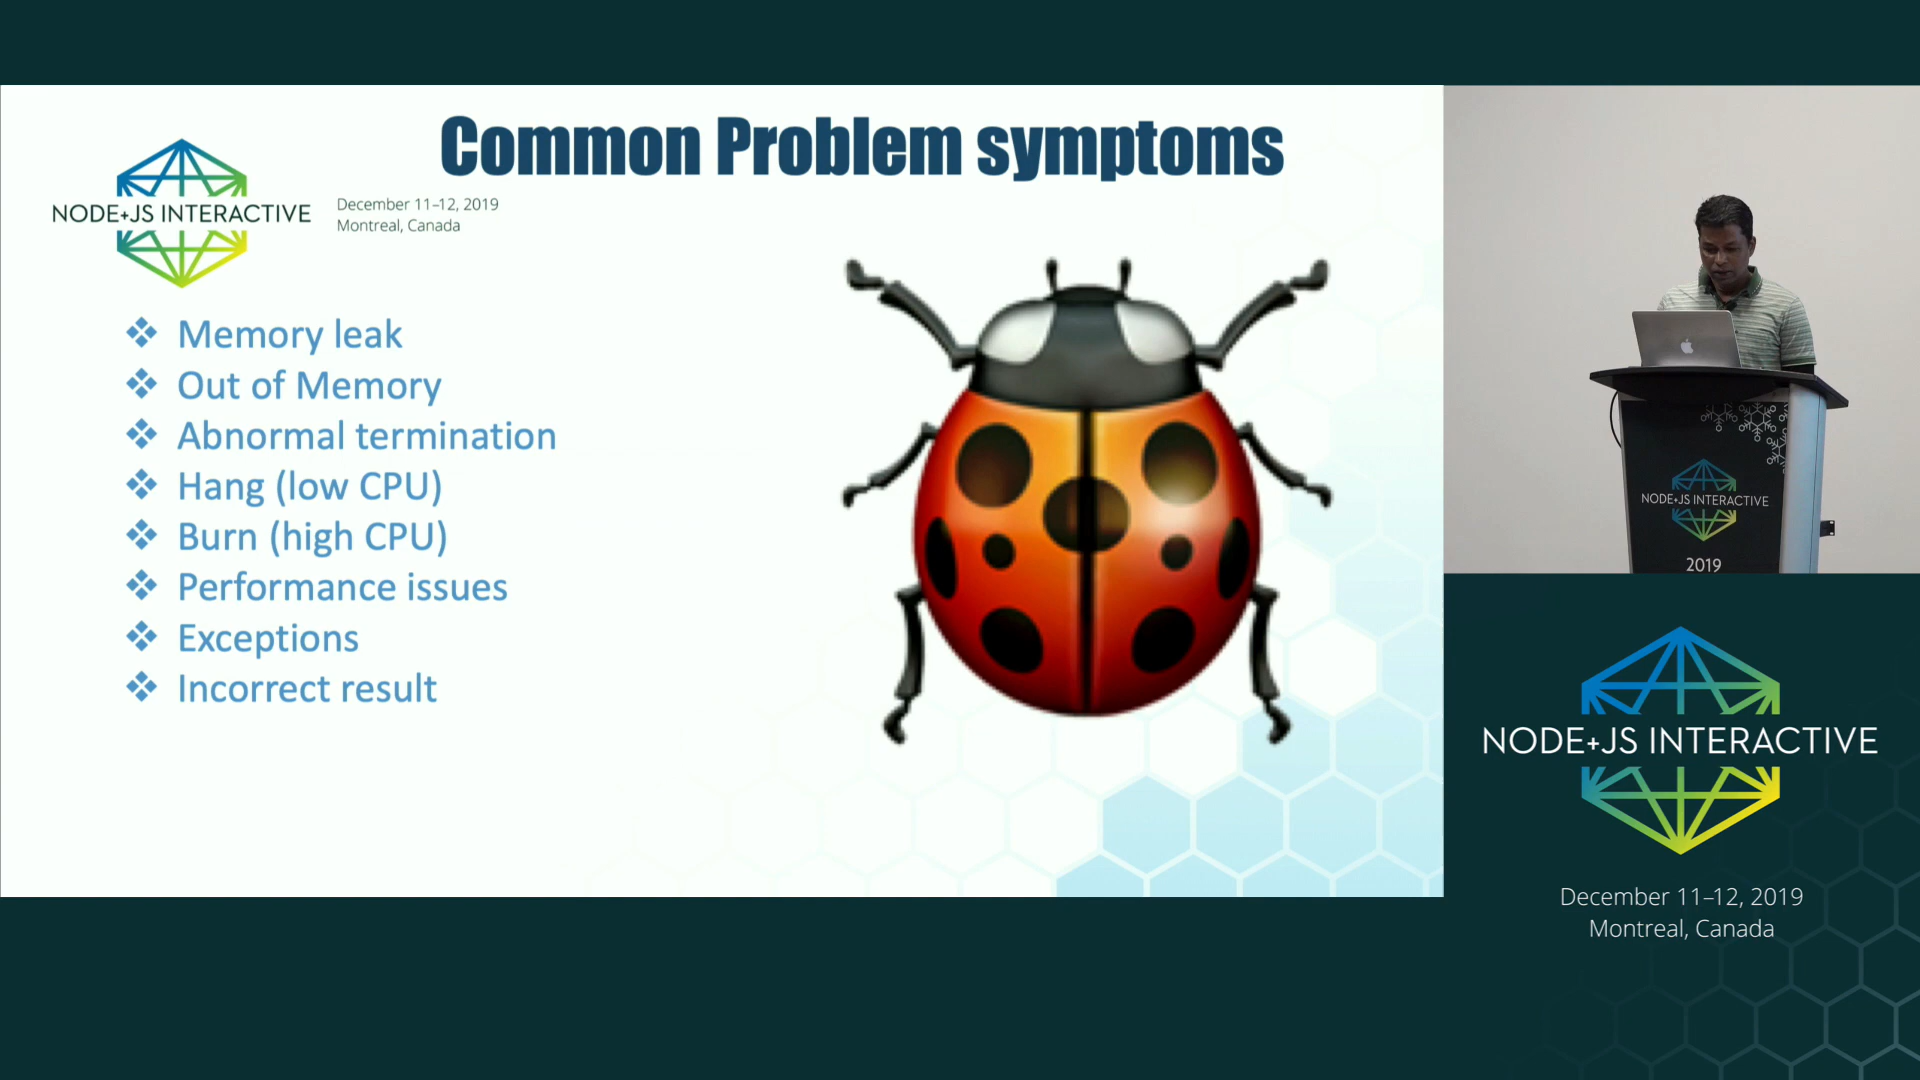 Common Problem symptoms
NODE+JS INTERACTIVE
December 11–12, 2019
Montreal, Canada
❖ Memory leak
❖ Out of Memory
❖ Abnormal termination
❖ Hang (low CPU)
❖ Burn (high CPU)
❖ Performance issues
❖ Exceptions
❖ Incorrect result
NODE+JS INTERACTIVE
2019
NODE+JS INTERACTIVE
December 11–12, 2019
Montreal, Canada